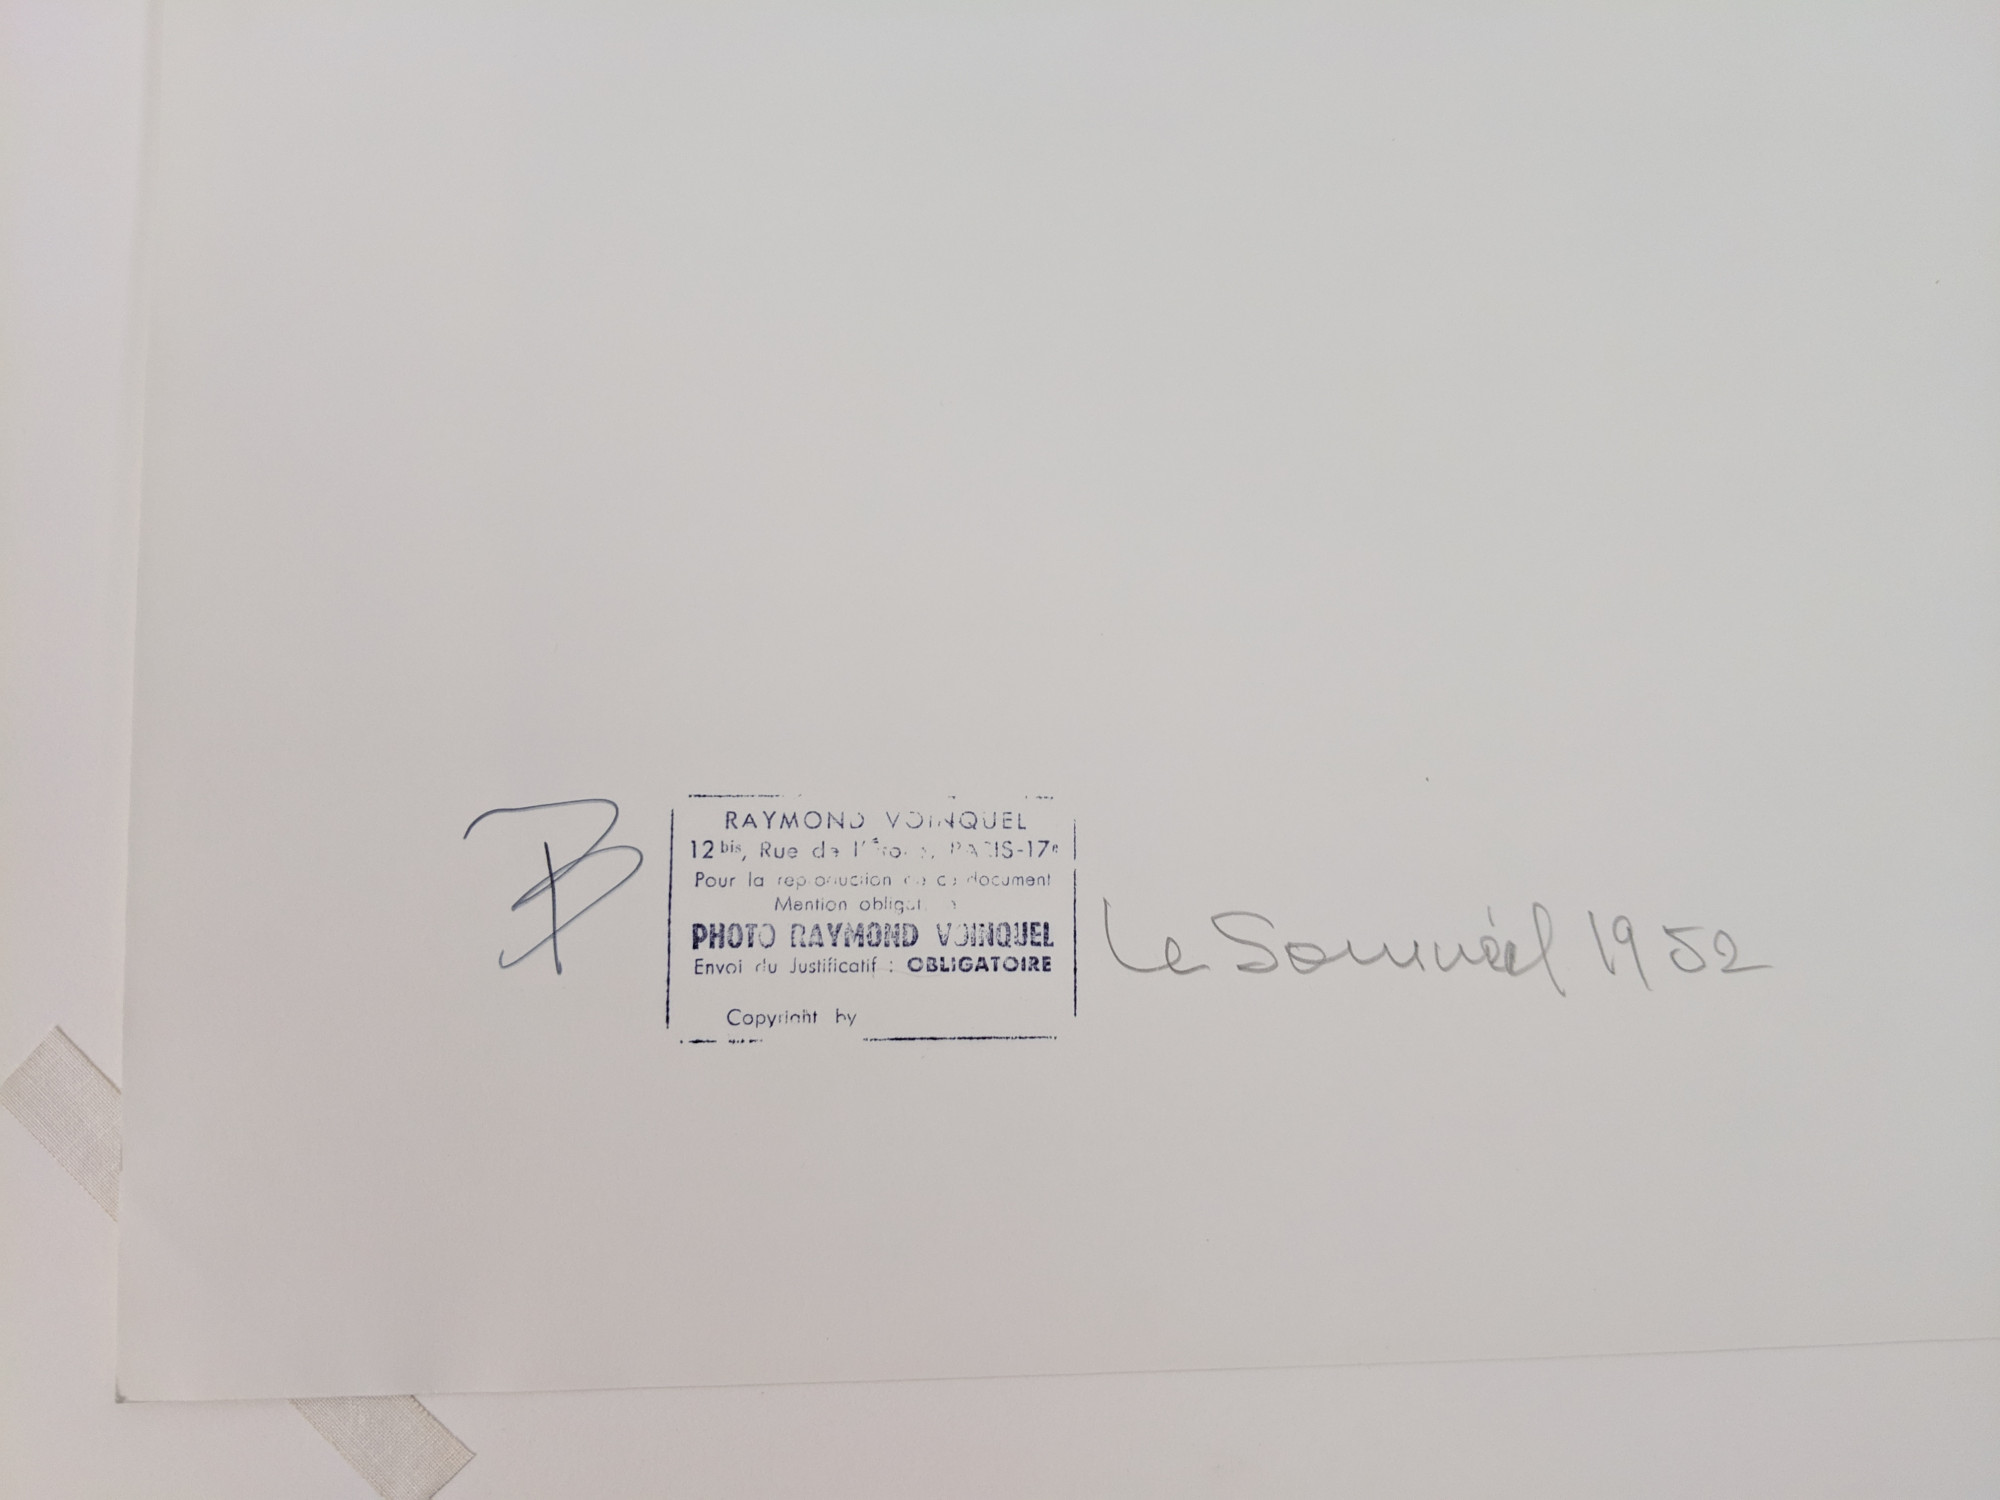 RAYMOND VOINQUEL
12 bis, Rue de l'Étoile, PARIS-17e
Pour la reproduction de ce document
Mention obligatoire
PHOTO RAYMOND VOINQUEL
Envoi du Justificatif : OBLIGATOIRE
Copyright by
Le Sommeil 1952